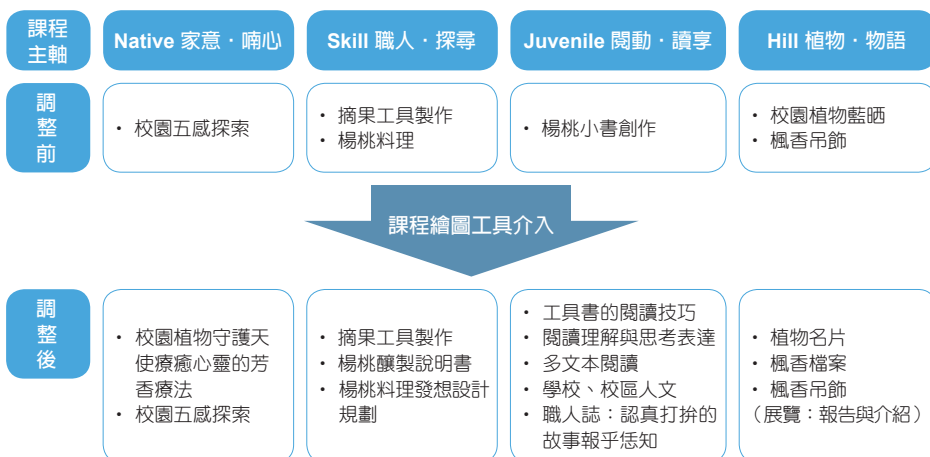 課程
主軸
Native 家意・喃心
Skill 職人・探尋
Juvenile 閱動・讀享
Hill 植物・物語
調
整
前
• 校園五感探索
• 摘果工具製作
• 楊桃料理
• 楊桃小書創作
• 校園植物藍晒
• 楓香吊飾
課程繪圖工具介入
調
整
後
• 校園植物守護天
使療癒心靈的芳
香療法
• 校園五感探索
• 摘果工具製作
• 楊桃釀製說明書
• 楊桃料理發想設計
規劃
• 工具書的閱讀技巧
• 閱讀理解與思考表達
• 多文本閱讀
• 學校、校區人文
• 職人誌：認真打拚的
故事報乎恁知
• 植物名片
• 楓香檔案
• 楓香吊飾
（展覽：報告與介紹）